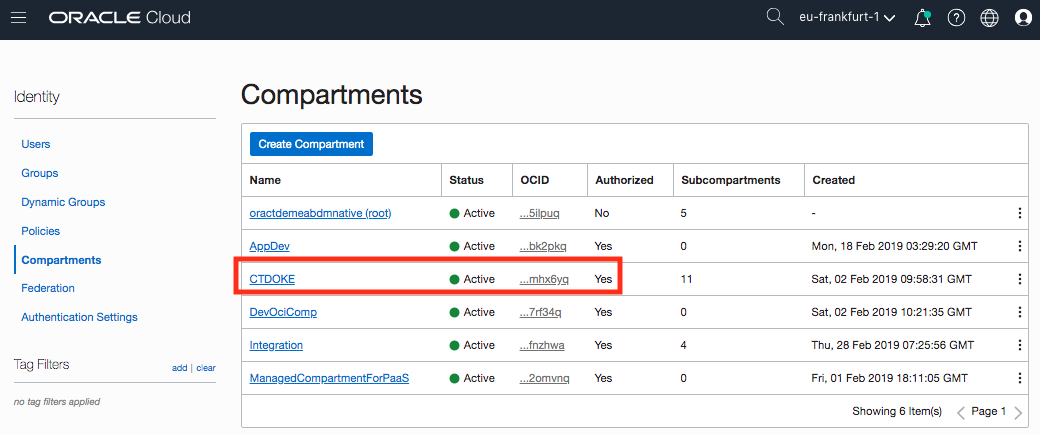 ORACLE Cloud
eu-frankfurt-1
Identity
Users
Groups
Dynamic Groups
Policies
Compartments
Federation
Authentication Settings
Tag Filters add | clear
no tag filters applied
Compartments
Create Compartment
Name Status OCID Authorized Subcompartments Created
oractdemeabdmnative (root) Active ...5ilpuq No 5 -
AppDev Active ...bk2pkq Yes 0 Mon, 18 Feb 2019 03:29:20 GMT
CTDOKE Active ...mhx6yq Yes 11 Sat, 02 Feb 2019 09:58:31 GMT
DevOciComp Active ...7rf34q Yes 0 Sat, 02 Feb 2019 10:21:35 GMT
Integration Active ...fnzhwa Yes 4 Thu, 28 Feb 2019 07:25:56 GMT
ManagedCompartmentForPaaS Active ...2omvnq Yes 0 Fri, 01 Feb 2019 18:11:05 GMT
Showing 6 Item(s) Page 1